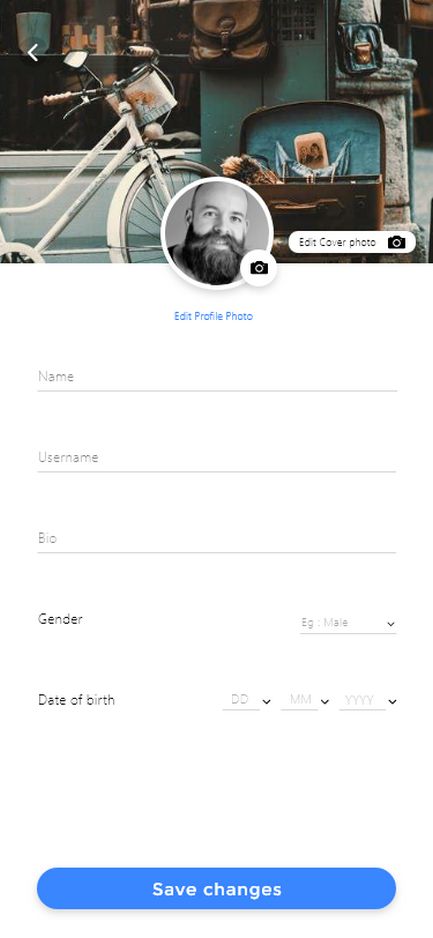 Edit Cover photo
Edit Profile Photo
Name
Username
Bio
Gender
Eg : Male
Date of birth
DD MM YYYY
Save changes